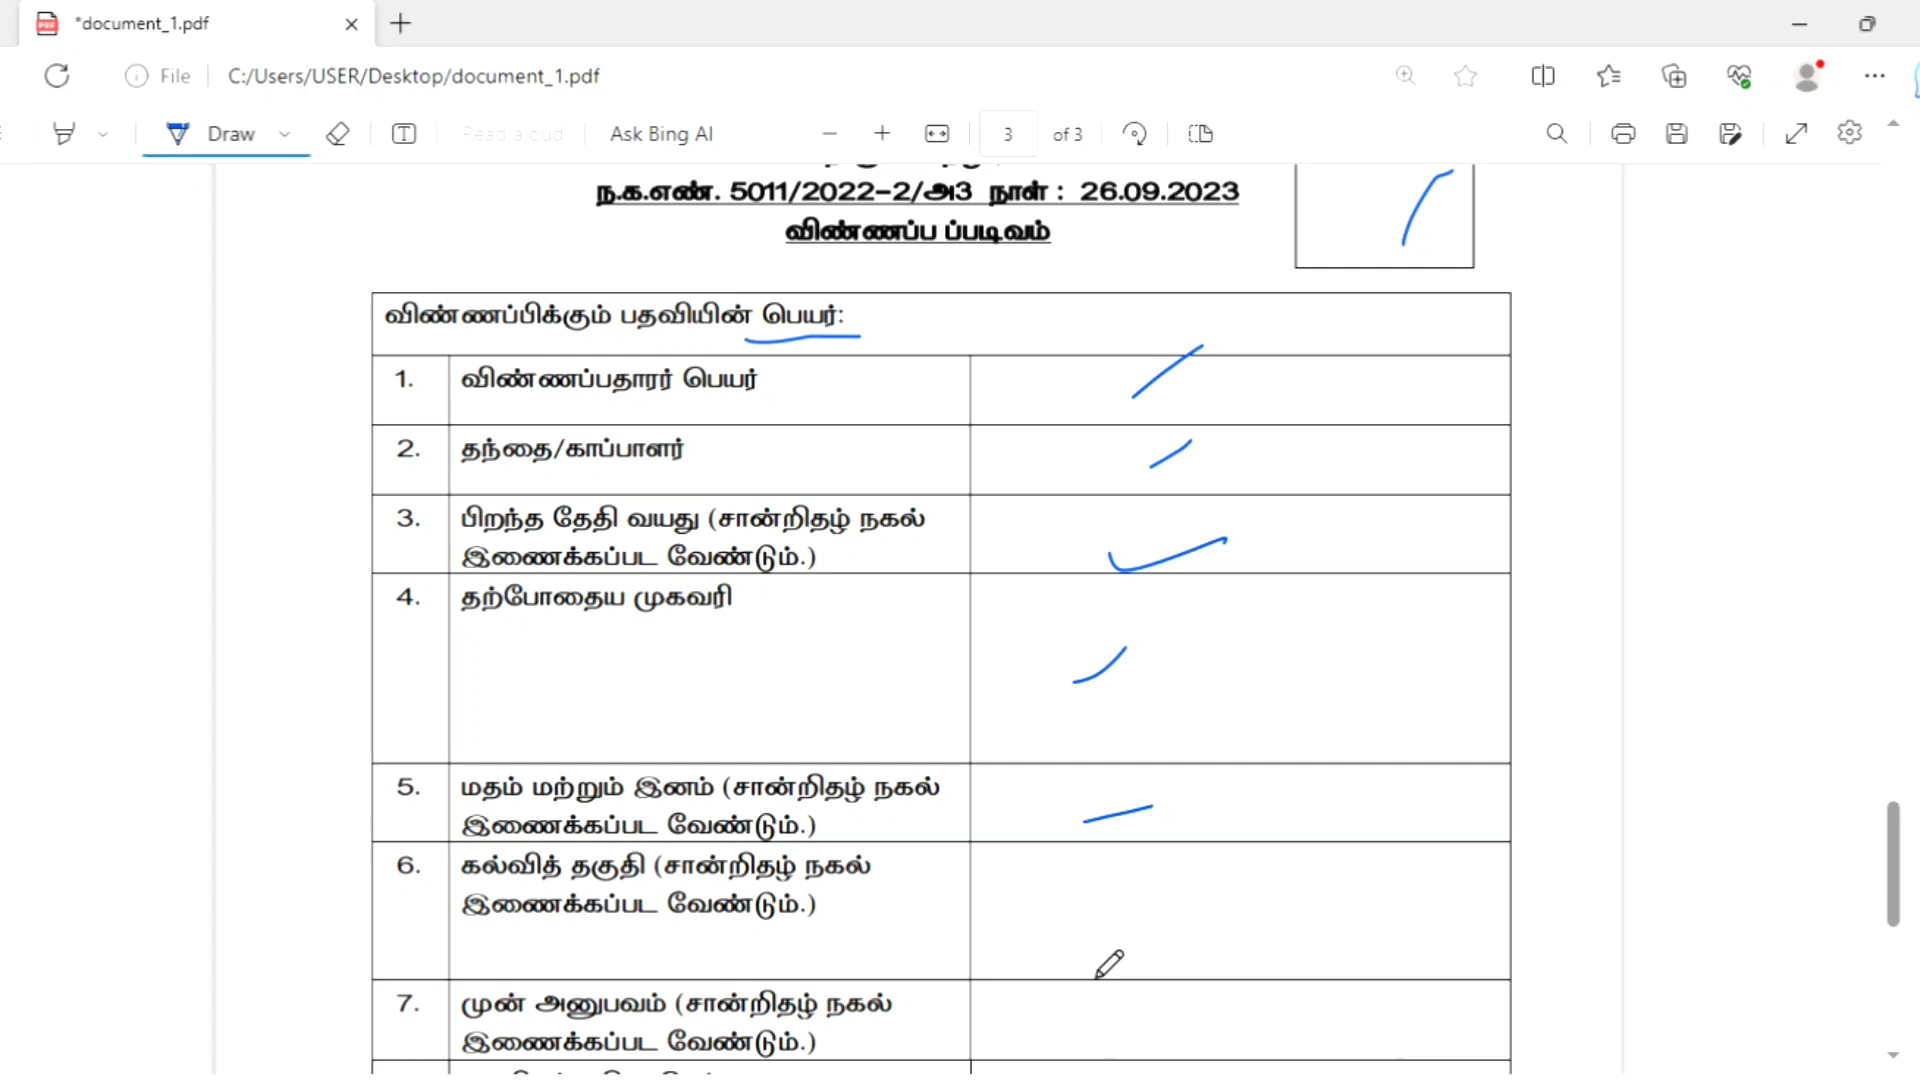 *document_1.pdf
File C:/Users/USER/Desktop/document_1.pdf
Draw Read aloud Ask Bing AI 3 of 3
ந.க.எண். 5011/2022-2/அ3 நாள் : 26.09.2023
விண்ணப்ப ப்படிவம்
விண்ணப்பிக்கும் பதவியின் பெயர்:
1. விண்ணப்பதாரர் பெயர்
2. தந்தை/காப்பாளர்
3. பிறந்த தேதி வயது (சான்றிதழ் நகல்
இணைக்கப்பட வேண்டும்.)
4. தற்போதைய முகவரி
5. மதம் மற்றும் இனம் (சான்றிதழ் நகல்
இணைக்கப்பட வேண்டும்.)
6. கல்வித் தகுதி (சான்றிதழ் நகல்
இணைக்கப்பட வேண்டும்.)
7. முன் அனுபவம் (சான்றிதழ் நகல்
இணைக்கப்பட வேண்டும்.)